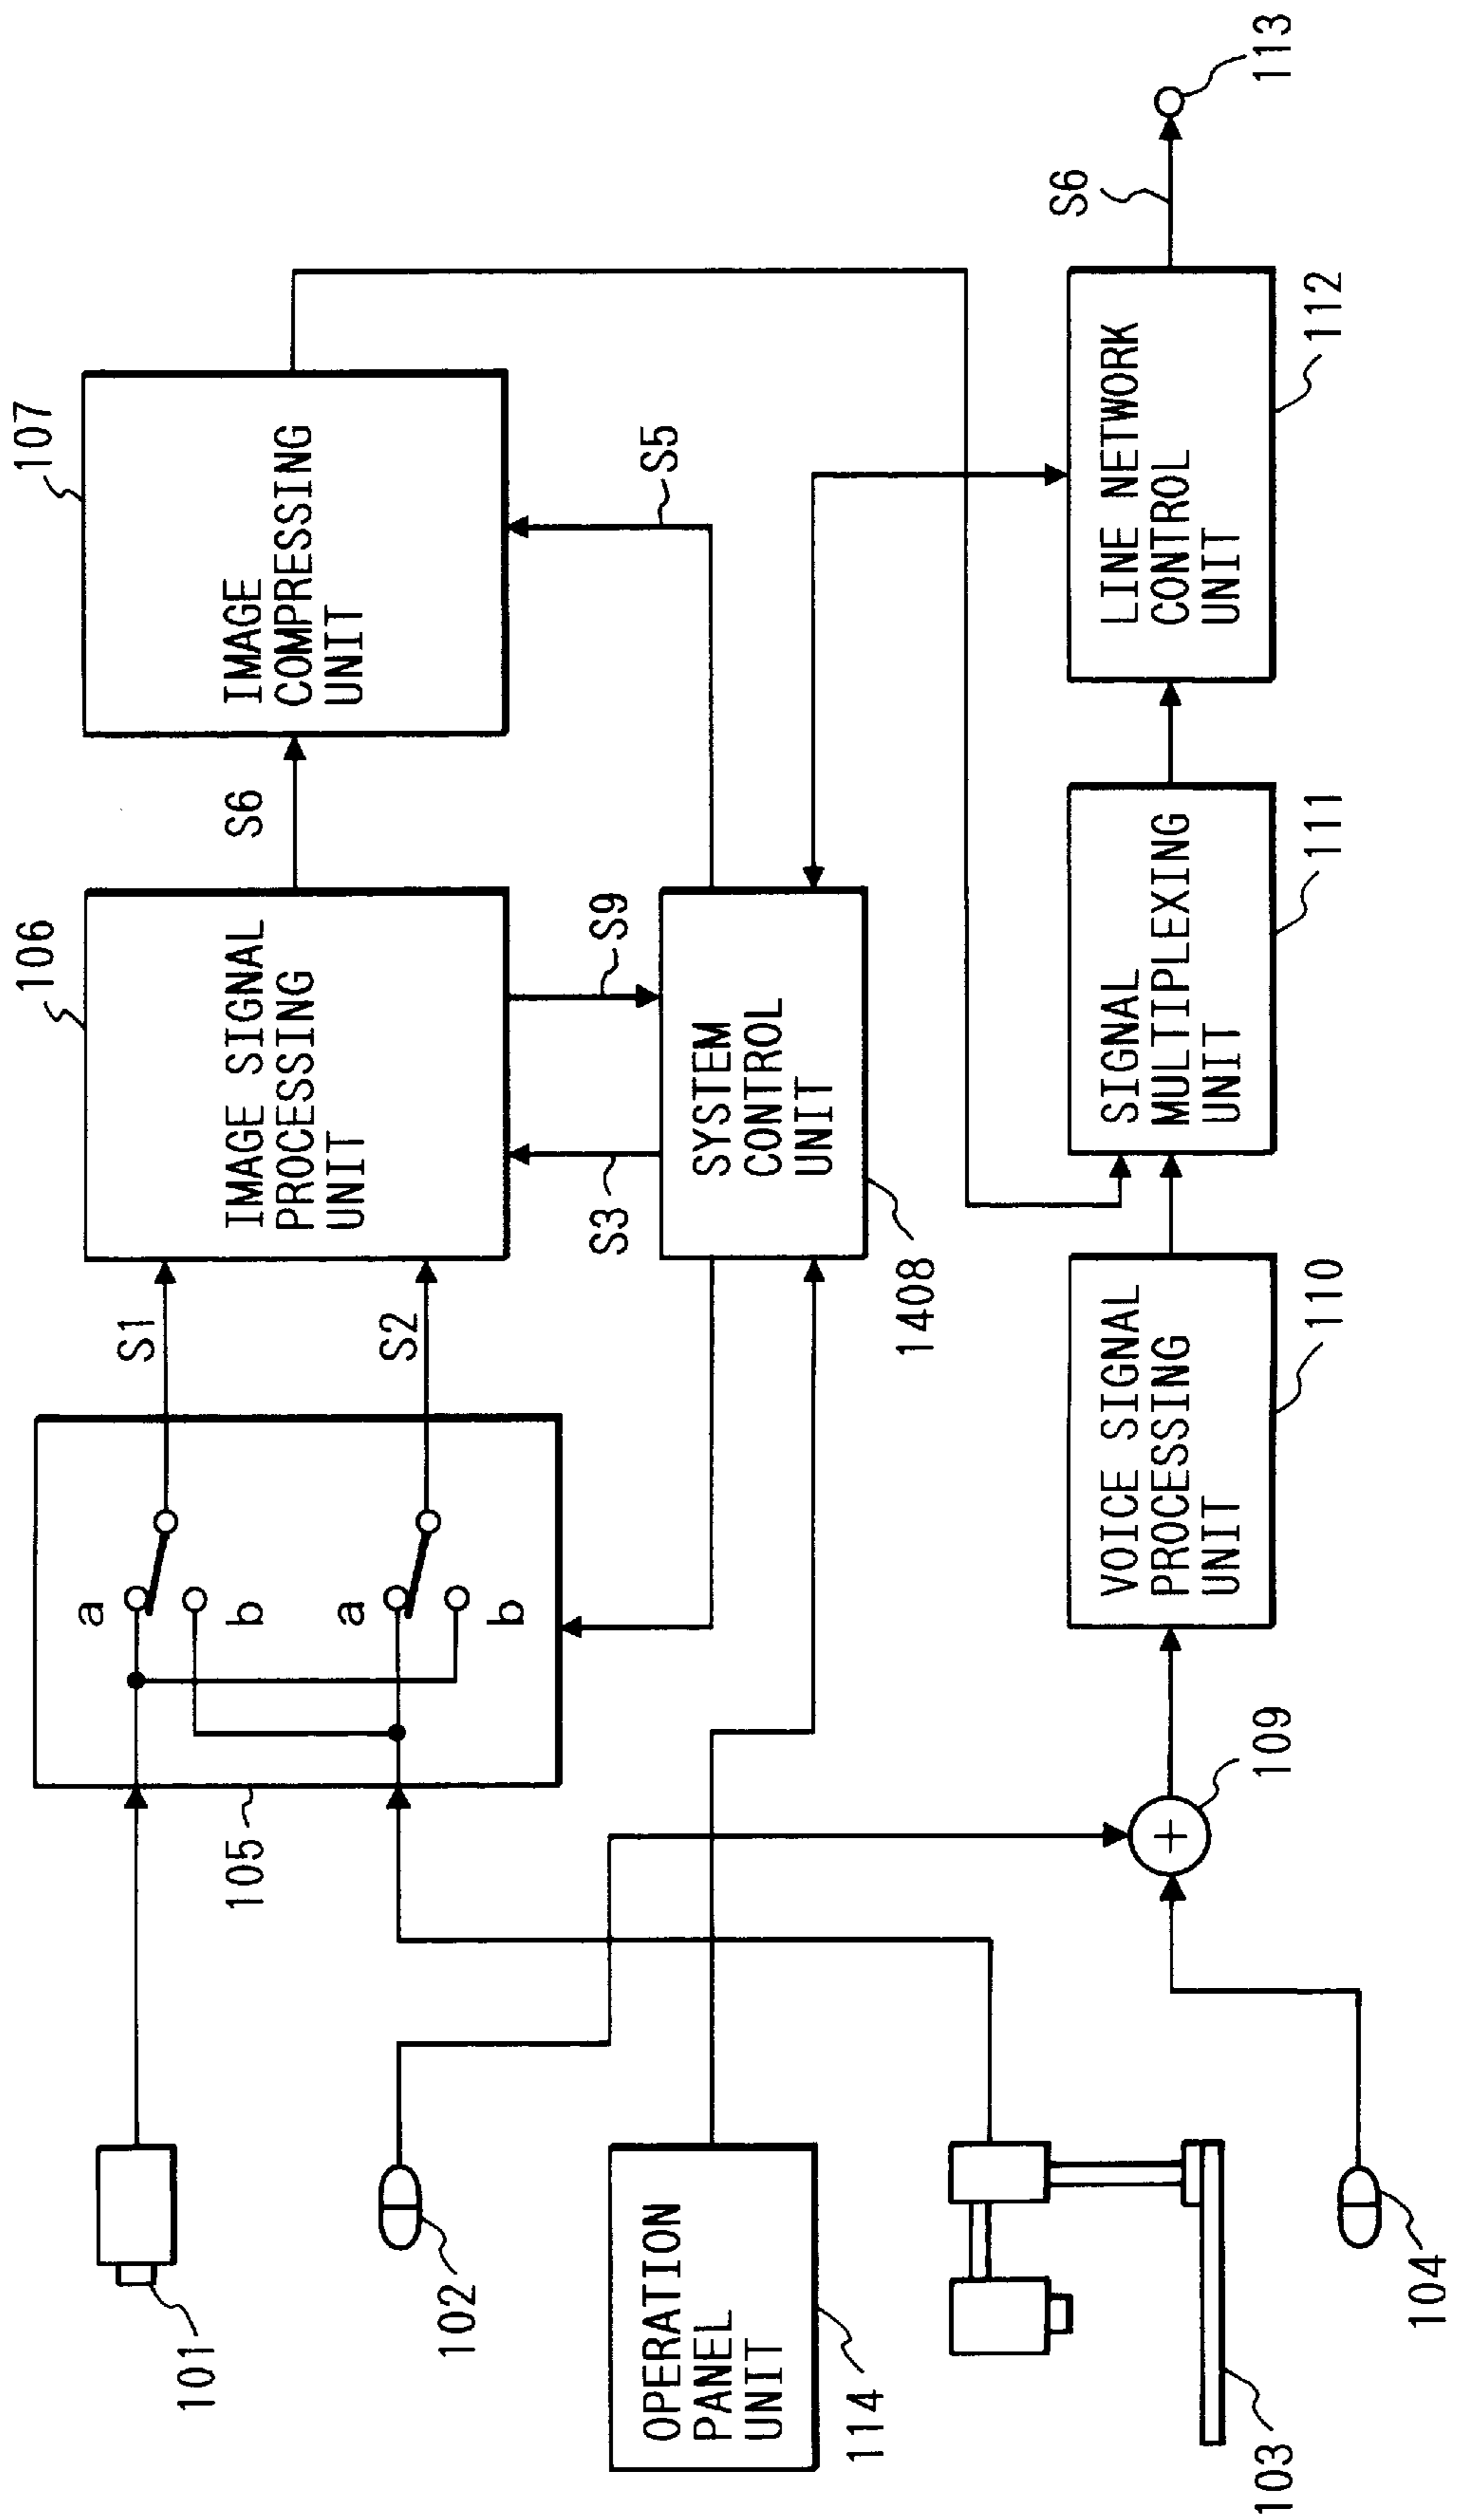 101
102
OPERATION
PANEL
UNIT
114
103
104
105
a
b
a
b
S1
S2
109
106
IMAGE SIGNAL
PROCESSING
UNIT
S3
S9
SYSTEM
CONTROL
UNIT
1408
VOICE SIGNAL
PROCESSING
UNIT
110
S6
107
IMAGE
COMPRESSING
UNIT
S5
SIGNAL
MULTIPLEXING
UNIT
111
LINE NETWORK
CONTROL
UNIT
112
S6
113